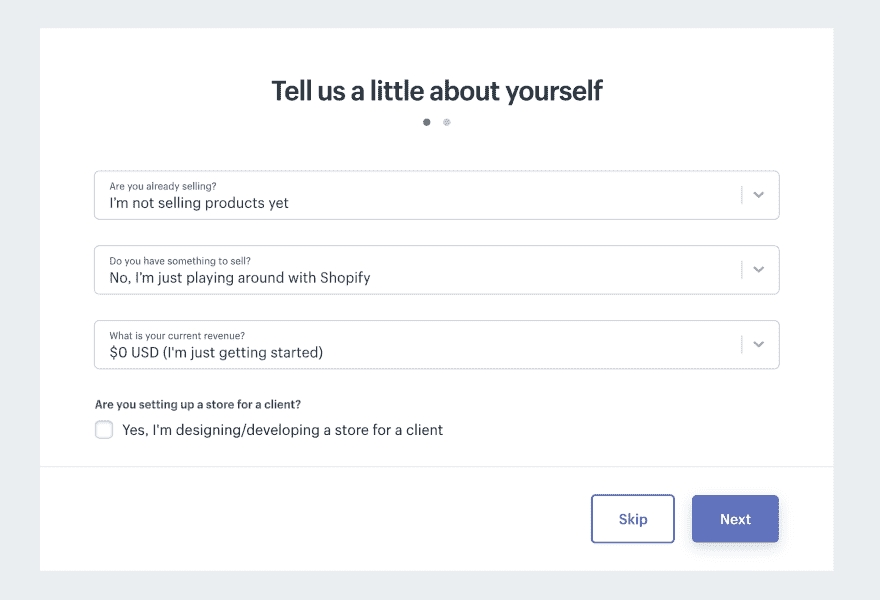 Tell us a little about yourself
Are you already selling?
I'm not selling products yet
Do you have something to sell?
No, I'm just playing around with Shopify
What is your current revenue?
$0 USD (I'm just getting started)
Are you setting up a store for a client?
Yes, I'm designing/developing a store for a client
Skip
Next